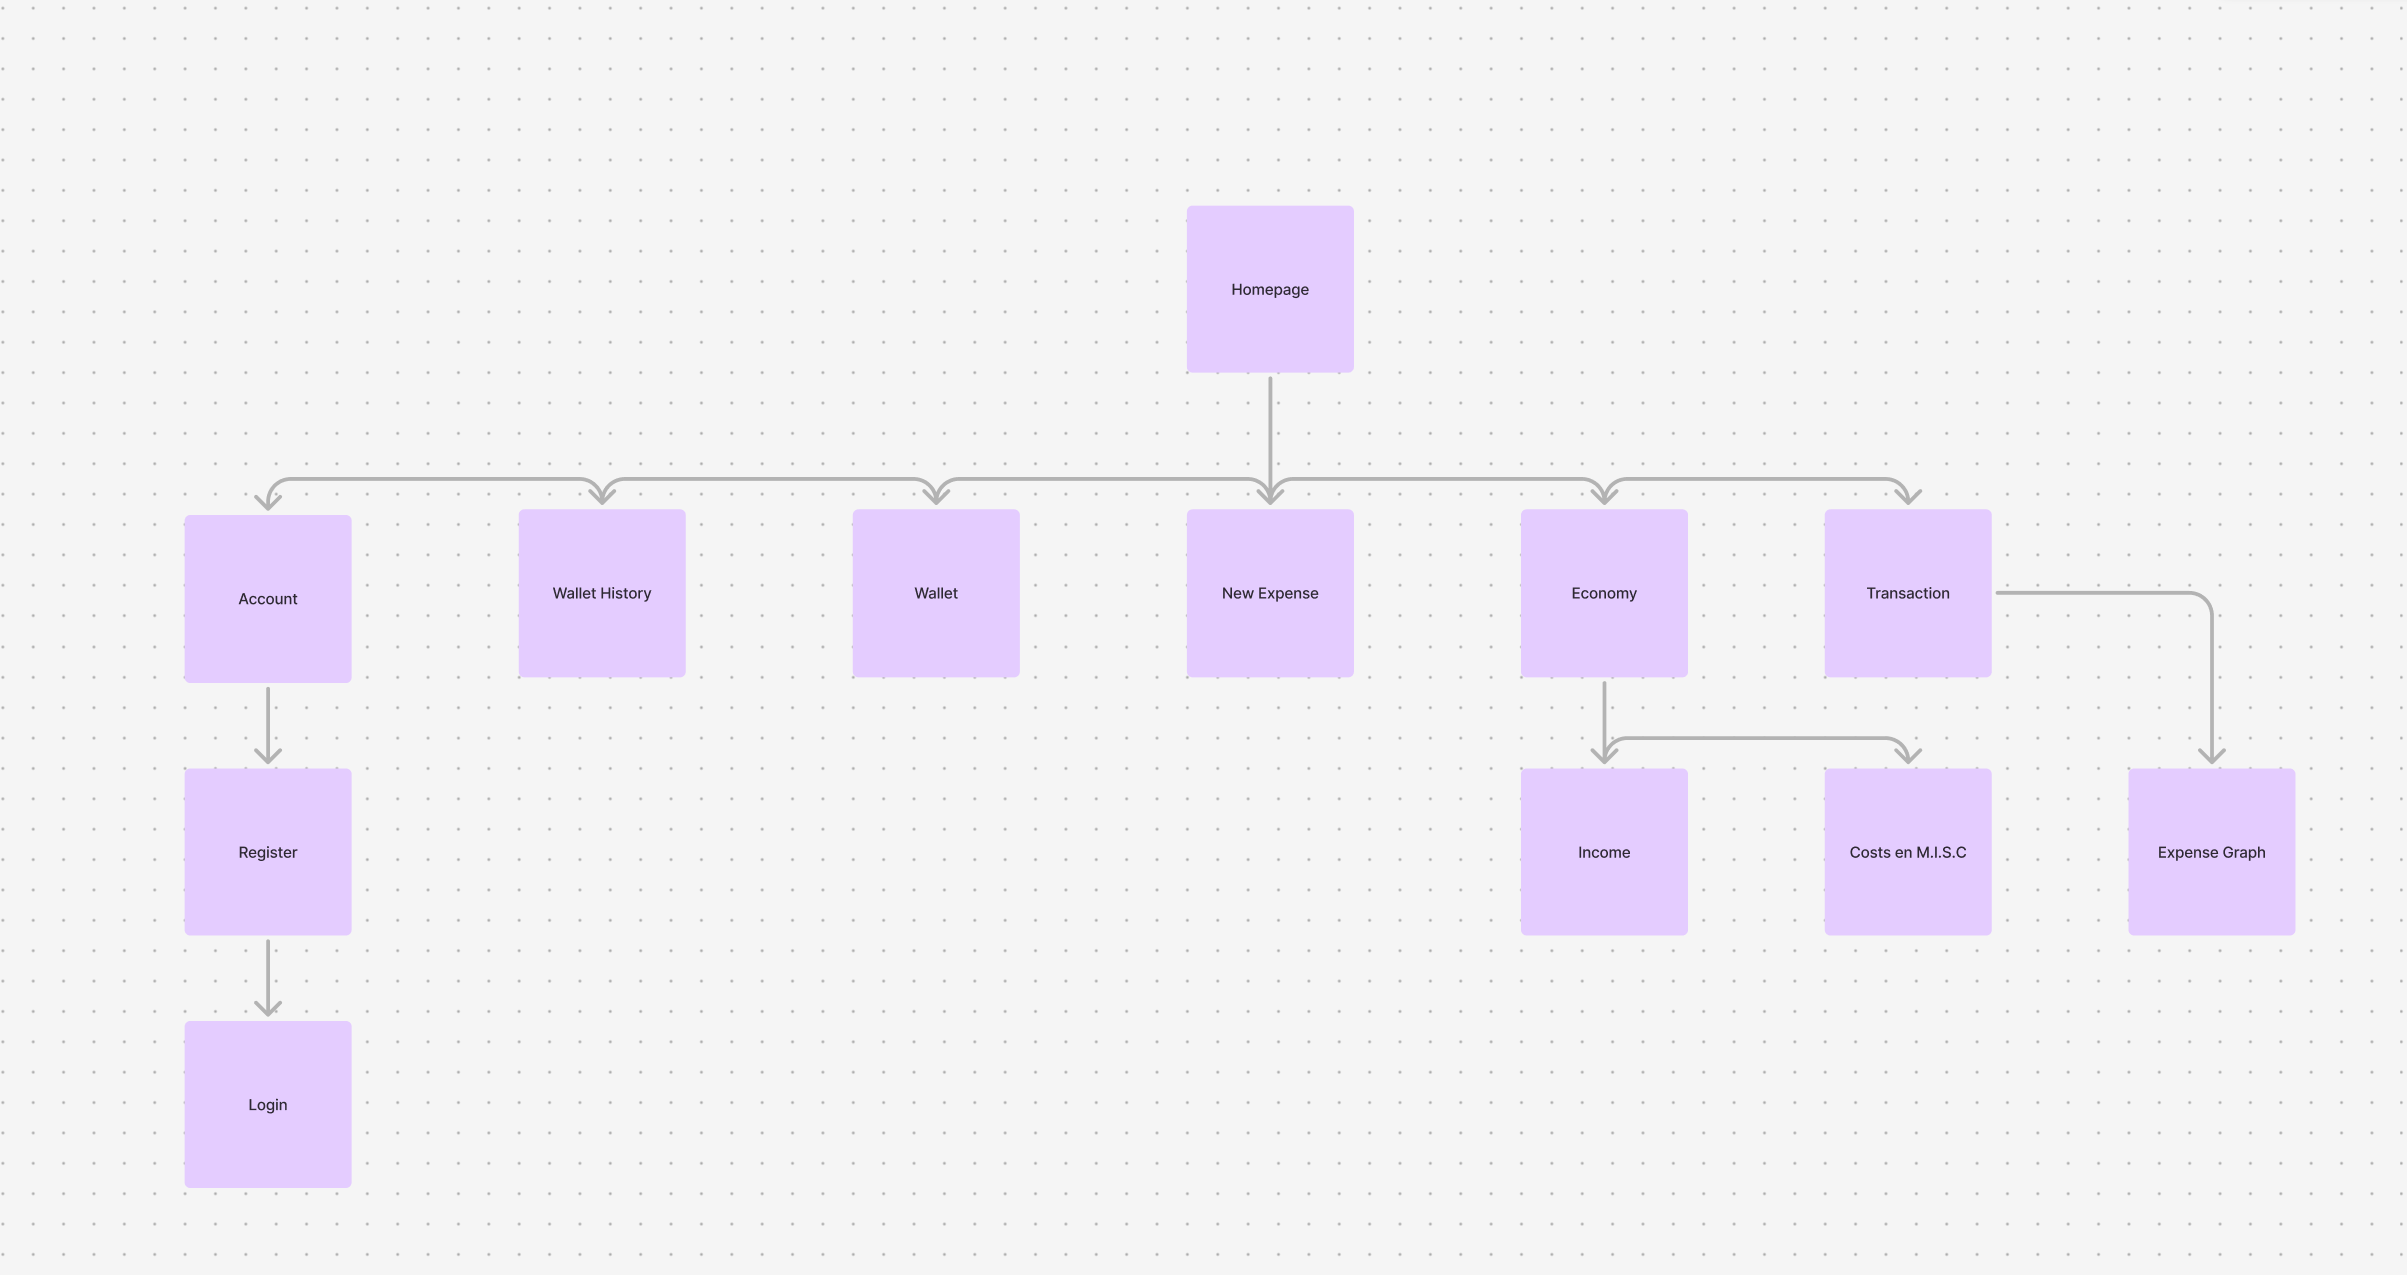 Homepage
Account
Wallet History
Wallet
New Expense
Economy
Transaction
Register
Income
Costs en M.I.S.C
Expense Graph
Login